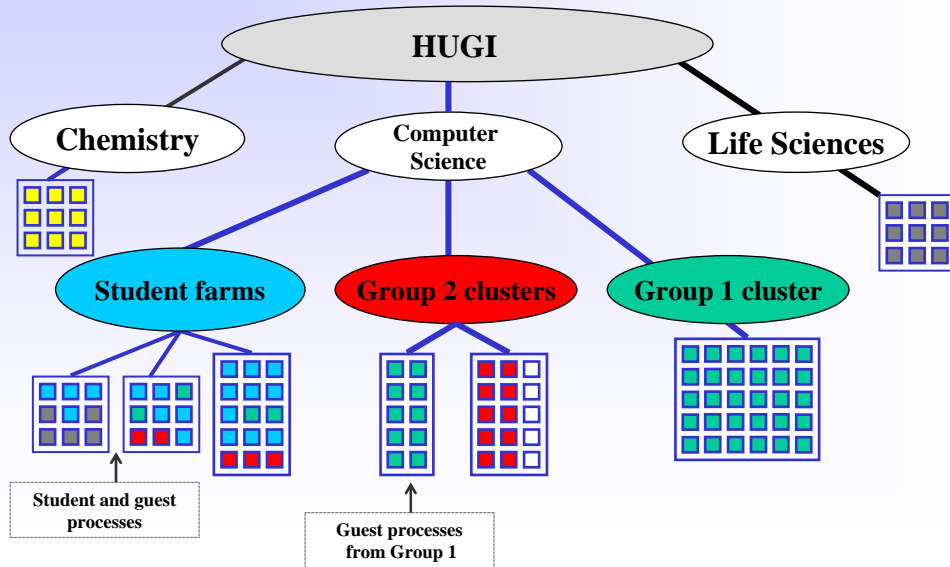 HUGI
Chemistry
Computer
Science
Life Sciences
Student farms
Group 2 clusters
Group 1 cluster
Student and guest
processes
Guest processes
from Group 1